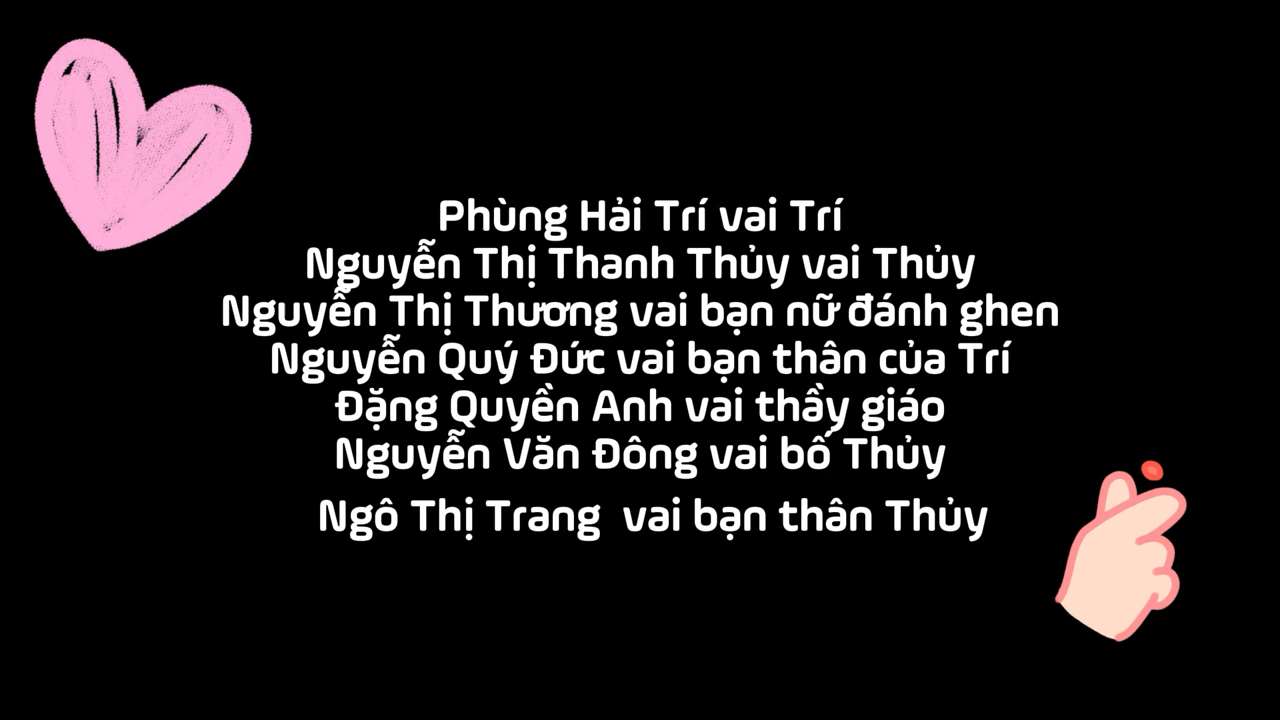 Phùng Hải Trí vai Trí
Nguyễn Thị Thanh Thủy vai Thủy
Nguyễn Thị Thương vai bạn nữ đánh ghen
Nguyễn Quý Đức vai bạn thân của Trí
Đặng Quyền Anh vai thầy giáo
Nguyễn Văn Đông vai bố Thủy
Ngô Thị Trang vai bạn thân Thủy